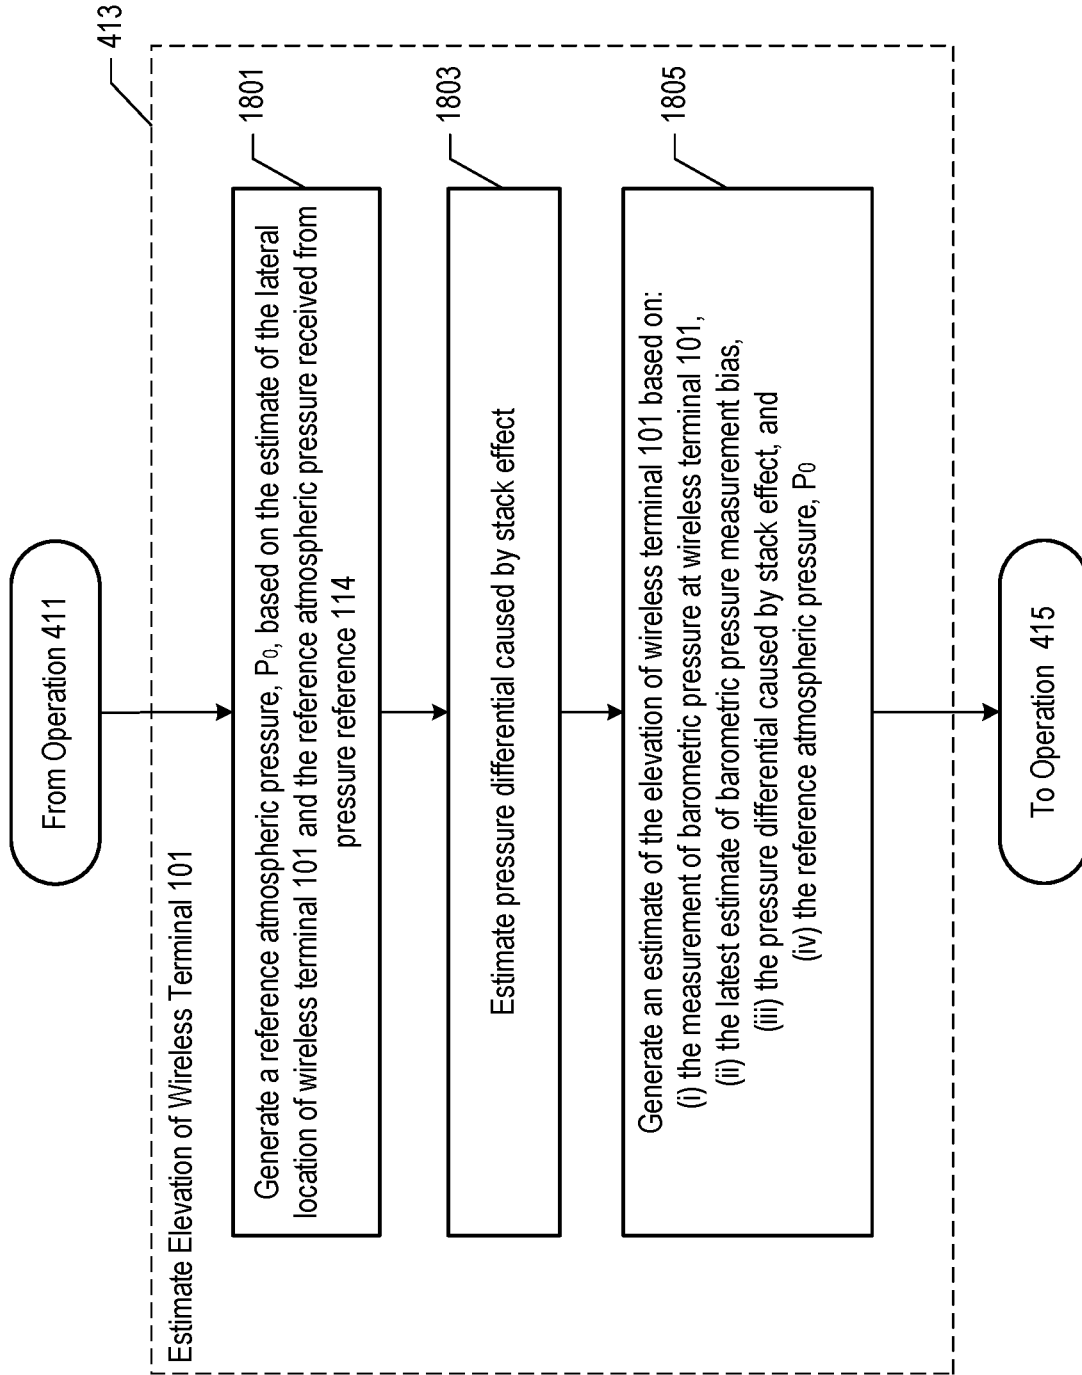 From Operation 411
413
Estimate Elevation of Wireless Terminal 101
1801
Generate a reference atmospheric pressure, P₀, based on the estimate of the lateral
location of wireless terminal 101 and the reference atmospheric pressure received from
pressure reference 114
1803
Estimate pressure differential caused by stack effect
1805
Generate an estimate of the elevation of wireless terminal 101 based on:
(i) the measurement of barometric pressure at wireless terminal 101,
(ii) the latest estimate of barometric pressure measurement bias,
(iii) the pressure differential caused by stack effect, and
(iv) the reference atmospheric pressure, P₀
To Operation 415